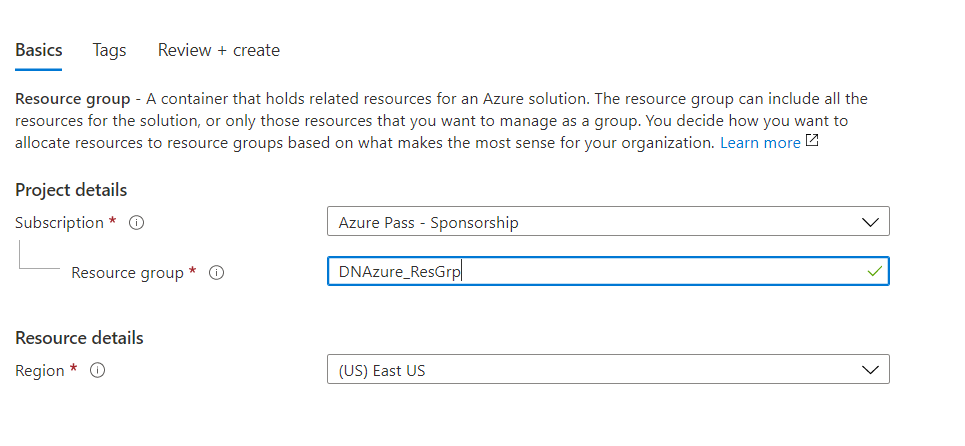 Basics Tags Review + create
Resource group - A container that holds related resources for an Azure solution. The resource group can include all the
resources for the solution, or only those resources that you want to manage as a group. You decide how you want to
allocate resources to resource groups based on what makes the most sense for your organization. Learn more
Project details
Subscription * Azure Pass - Sponsorship
Resource group * DNAzure_ResGrp
Resource details
Region * (US) East US